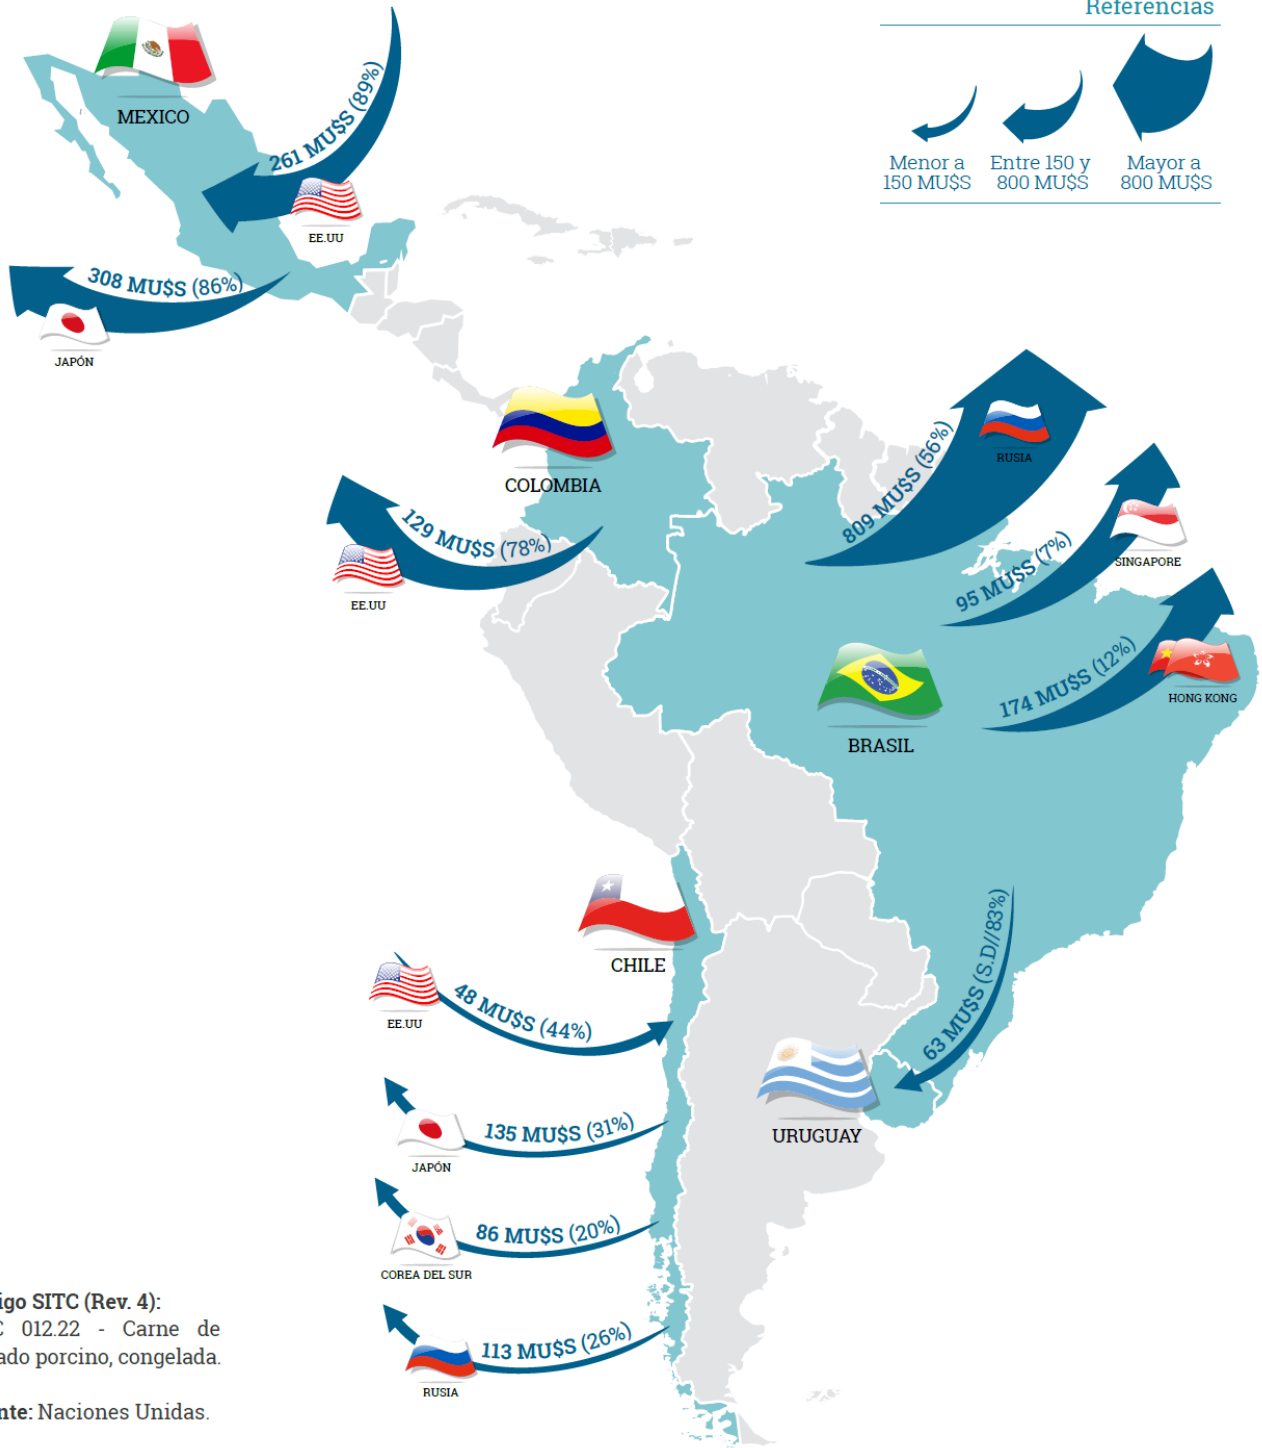 Referencias
Menor a
150 MU$S
Entre 150 y
800 MU$S
Mayor a
800 MU$S
MEXICO
261 MU$S (89%)
EE.UU
308 MU$S (86%)
JAPÓN
COLOMBIA
129 MU$S (78%)
EE.UU
809 MU$S (56%)
RUSIA
95 MU$S (7%)
SINGAPORE
174 MU$S (12%)
HONG KONG
BRASIL
CHILE
48 MU$S (44%)
EE.UU
63 MU$S (S.D//83%)
URUGUAY
135 MU$S (31%)
JAPÓN
86 MU$S (20%)
COREA DEL SUR
113 MU$S (26%)
RUSIA
igo SITC (Rev. 4):
C 012.22 - Carne de
ado porcino, congelada.
nte: Naciones Unidas.